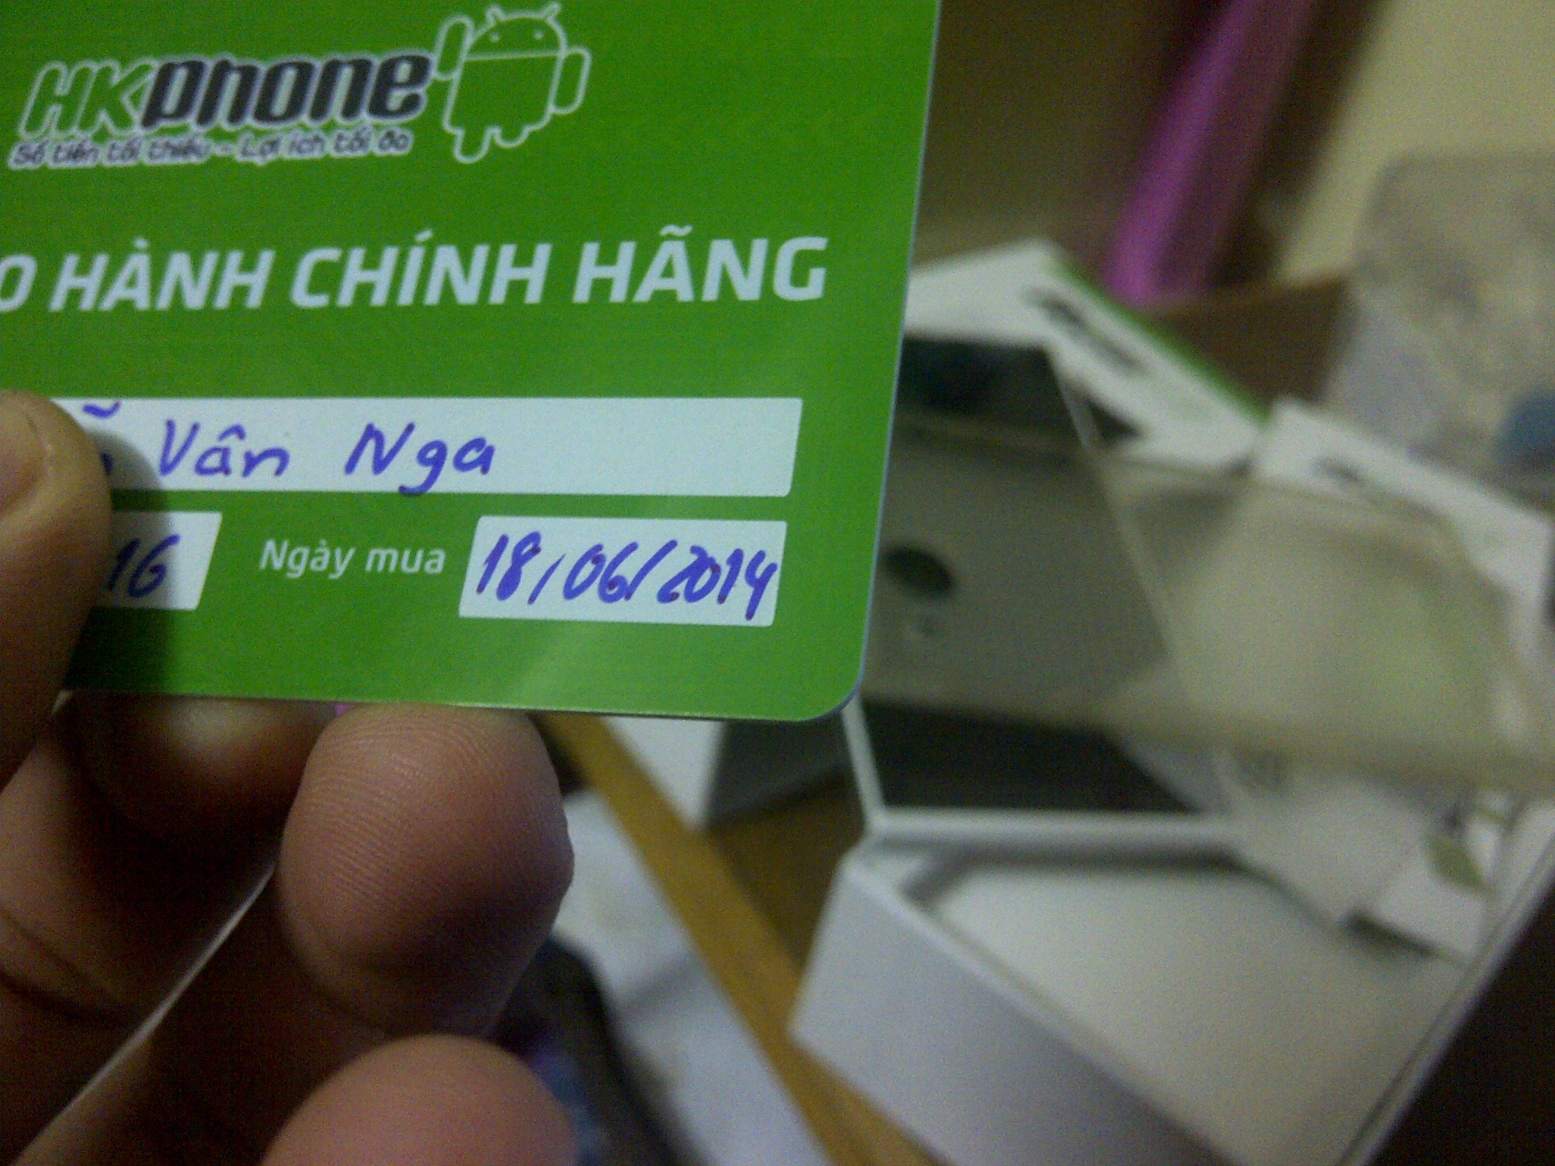 HKPhone
Số tiền tối thiểu - Lợi ích tối đa
HÀNH CHÍNH HÃNG
Vân Nga
16 Ngày mua 18/06/2014